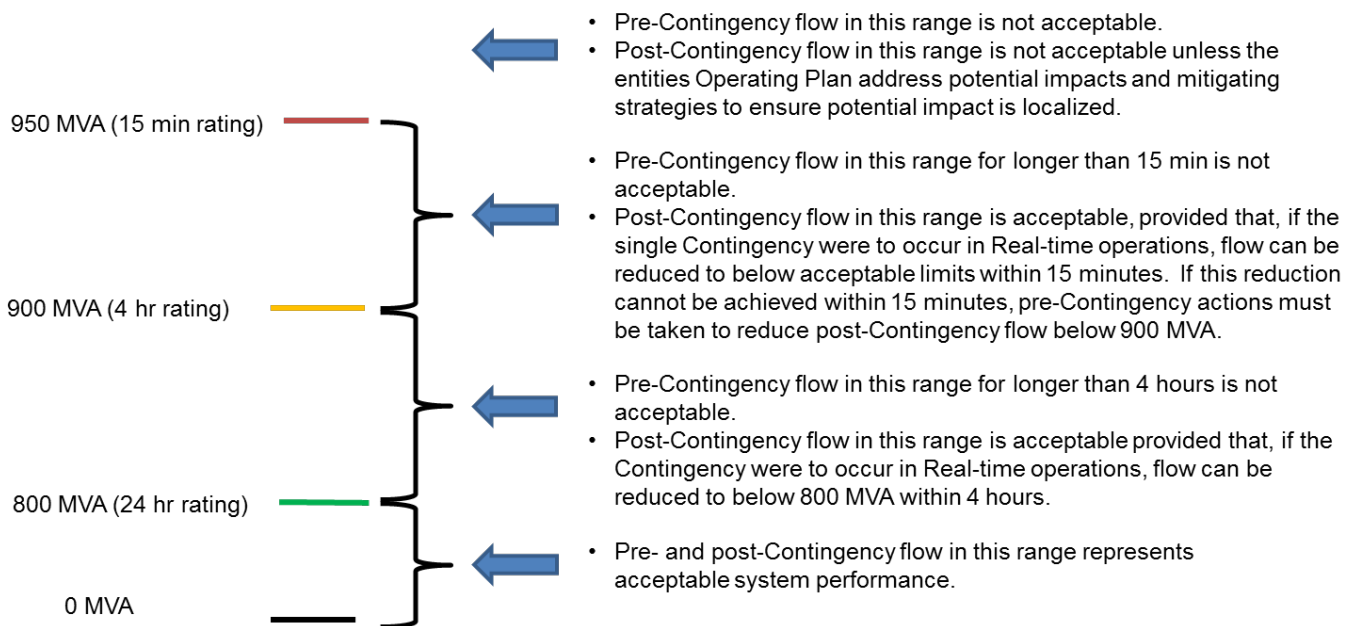 • Pre-Contingency flow in this range is not acceptable.
• Post-Contingency flow in this range is not acceptable unless the
entities Operating Plan address potential impacts and mitigating
strategies to ensure potential impact is localized.
950 MVA (15 min rating)
• Pre-Contingency flow in this range for longer than 15 min is not
acceptable.
• Post-Contingency flow in this range is acceptable, provided that, if the
single Contingency were to occur in Real-time operations, flow can be
reduced to below acceptable limits within 15 minutes. If this reduction
cannot be achieved within 15 minutes, pre-Contingency actions must
be taken to reduce post-Contingency flow below 900 MVA.
900 MVA (4 hr rating)
• Pre-Contingency flow in this range for longer than 4 hours is not
acceptable.
• Post-Contingency flow in this range is acceptable provided that, if the
Contingency were to occur in Real-time operations, flow can be
reduced to below 800 MVA within 4 hours.
800 MVA (24 hr rating)
• Pre- and post-Contingency flow in this range represents
acceptable system performance.
0 MVA